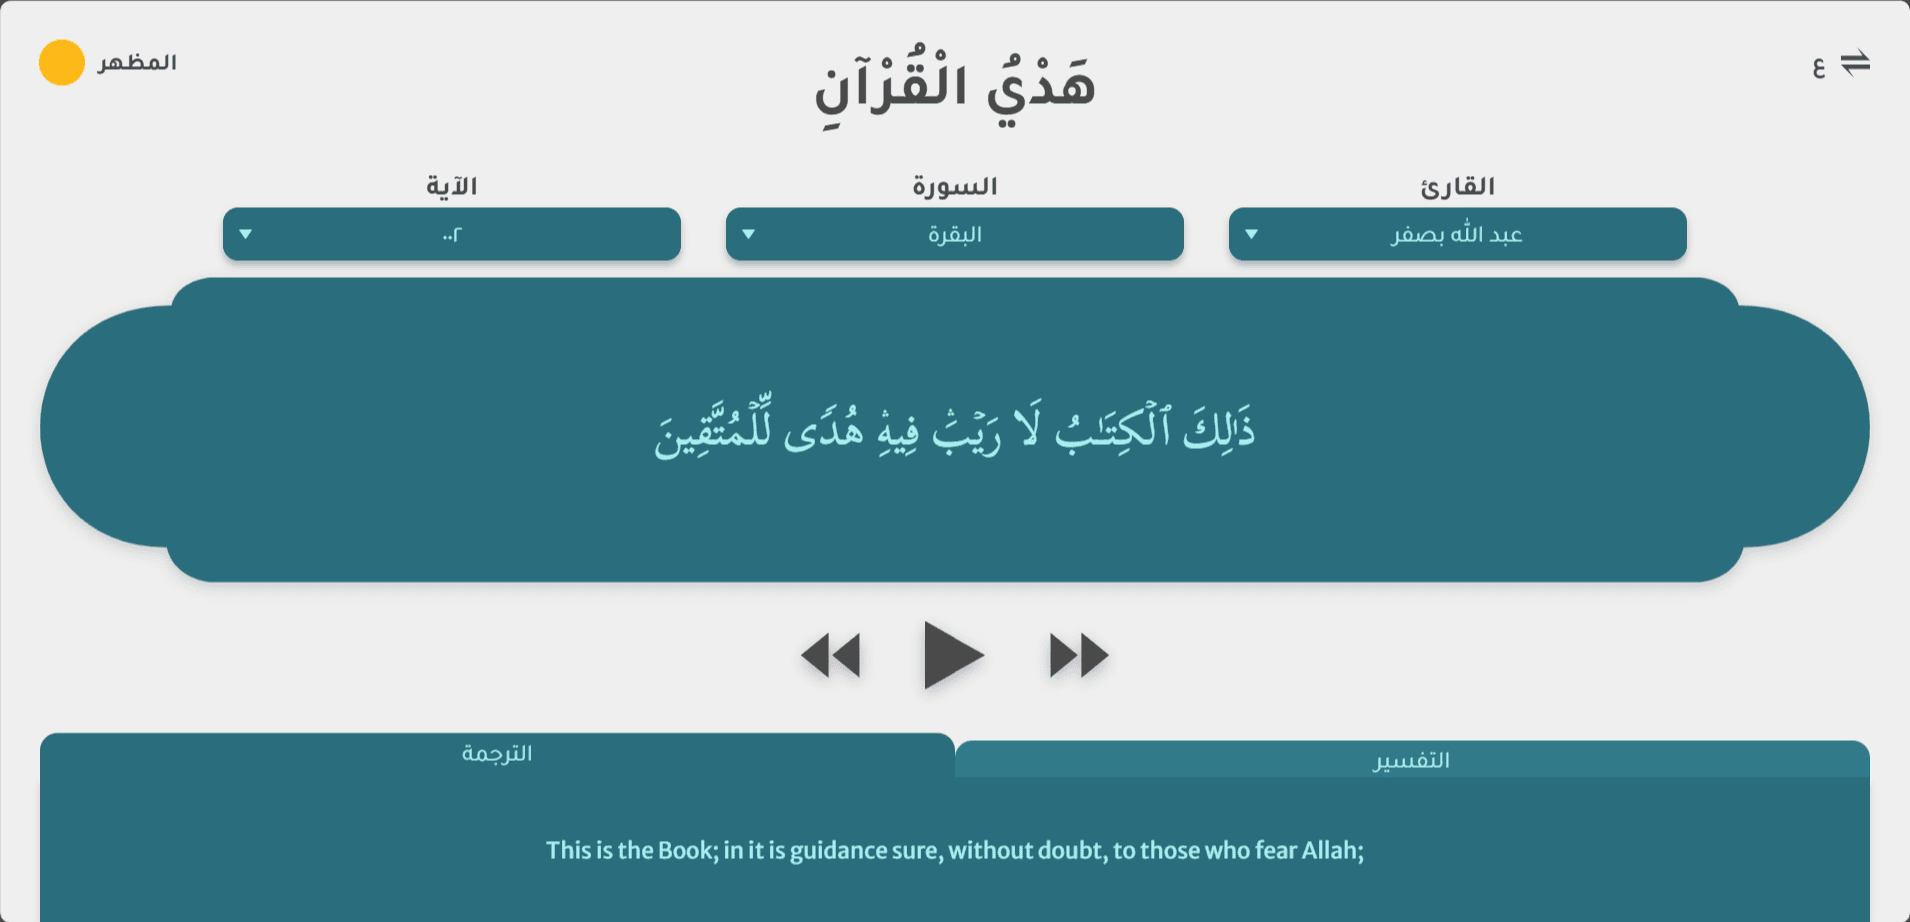 ع
هَدْيُ الْقُرْآنِ
المظهر
القارئ
السورة
الآية
عبد الله بصفر
البقرة
٠٠٢
ذَٰلِكَ ٱلْكِتَـٰبُ لَا رَيْبَ ۛ فِيهِ ۛ هُدًۭى لِّلْمُتَّقِينَ
التفسير
الترجمة
This is the Book; in it is guidance sure, without doubt, to those who fear Allah;